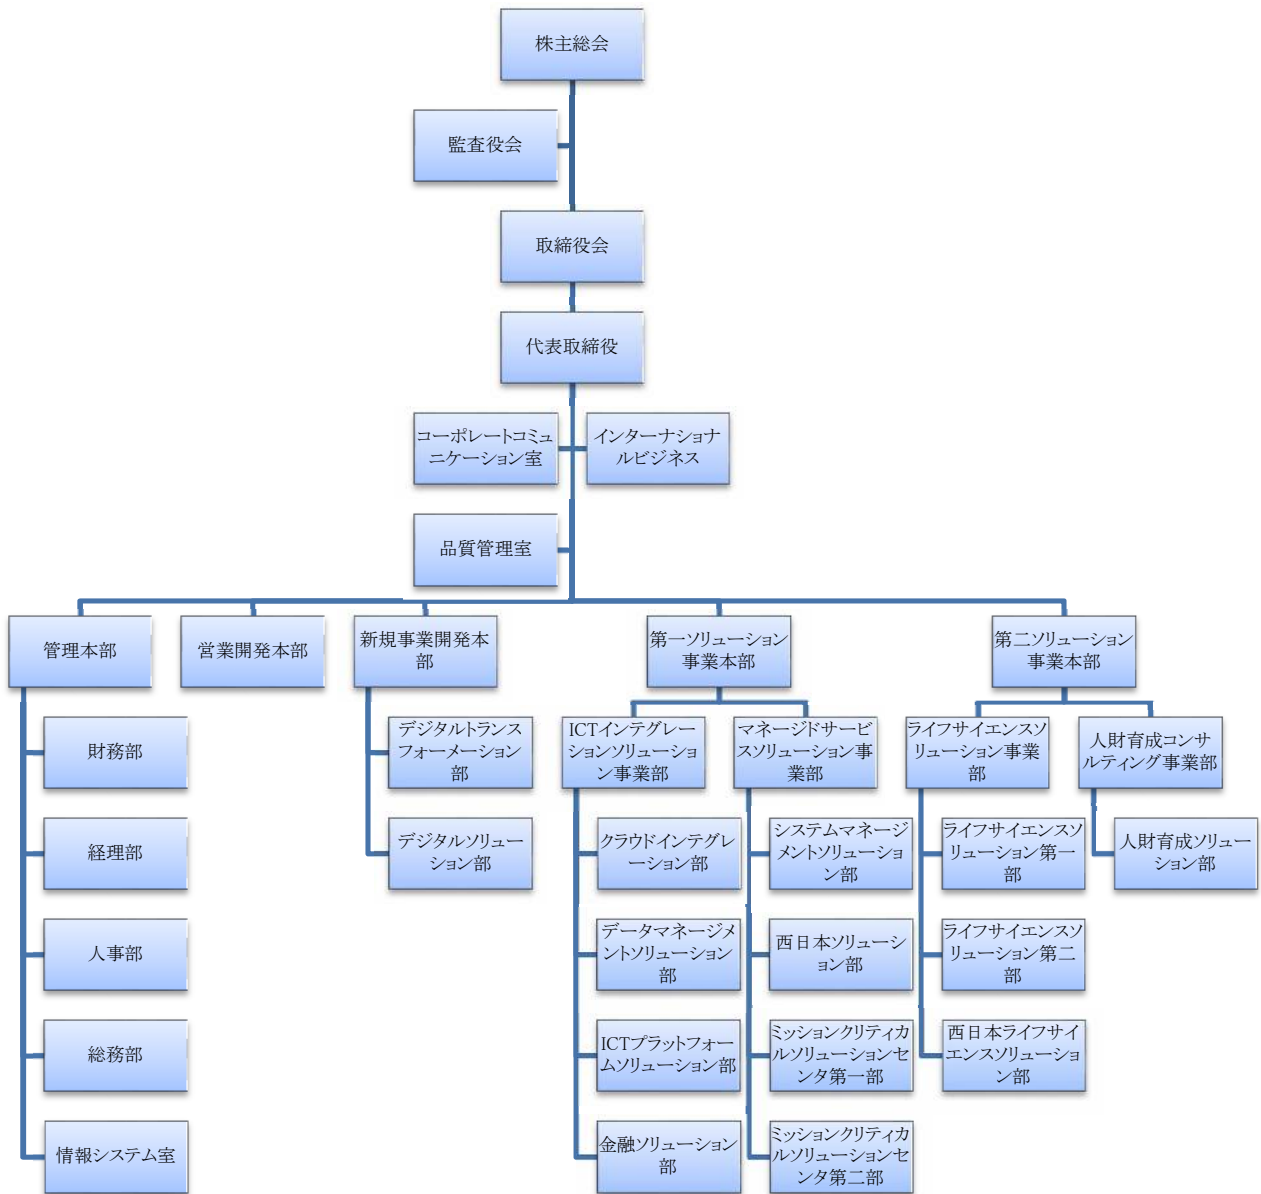 株主総会
監査役会
取締役会
代表取締役
コーポレートコミュ
ニケーション室
インターナショナ
ルビジネス
品質管理室
管理本部
営業開発本部
新規事業開発本
部
第一ソリューション
事業本部
第二ソリューション
事業本部
財務部
経理部
人事部
総務部
情報システム室
デジタルトランス
フォーメーション
部
デジタルソリュー
ション部
ICTインテグレー
ションソリューショ
ン事業部
クラウドインテグレ
ーション部
データマネージメ
ントソリューション
部
ICTプラットフォー
ムソリューション部
金融ソリューション
部
マネージドサービ
スソリューション事
業部
システムマネージ
メントソリューショ
ン部
西日本ソリューシ
ョン部
ミッションクリティカ
ルソリューションセ
ンタ第一部
ミッションクリティカ
ルソリューションセ
ンタ第二部
ライフサイエンスソ
リューション事業
部
ライフサイエンスソ
リューション第一
部
ライフサイエンスソ
リューション第二
部
西日本ライフサイ
エンスソリューショ
ン部
人財育成コンサ
ルティング事業部
人財育成ソリュー
ション部